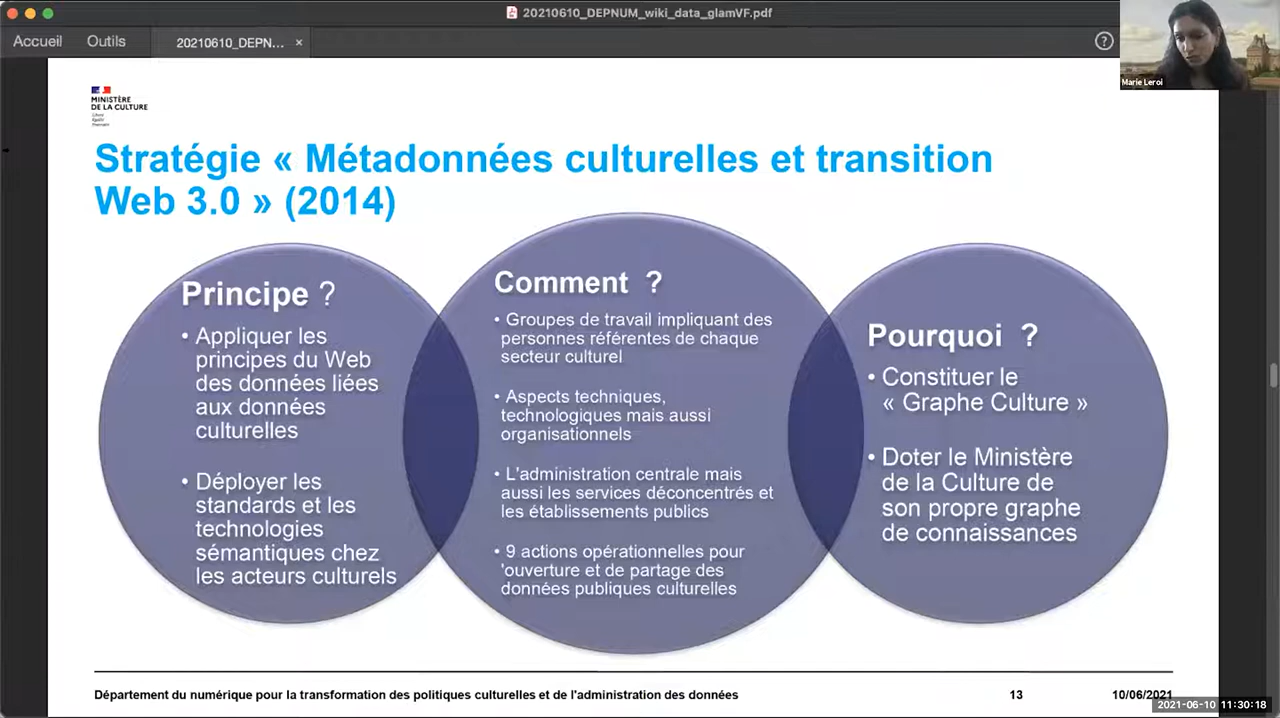 20210610_DEPNUM_wiki_data_glamVF.pdf
Accueil
Outils
20210610_DEPN... ×
?
Marie Leroi
MINISTÈRE
DE LA CULTURE
Liberté
Égalité
Fraternité
Stratégie « Métadonnées culturelles et transition
Web 3.0 » (2014)
Principe ?
• Appliquer les
principes du Web
des données liées
aux données
culturelles
• Déployer les
standards et les
technologies
sémantiques chez
les acteurs culturels
Comment ?
• Groupes de travail impliquant des
personnes référentes de chaque
secteur culturel
• Aspects techniques,
technologiques mais aussi
organisationnels
• L'administration centrale mais
aussi les services déconcentrés et
les établissements publics
• 9 actions opérationnelles pour
'ouverture et de partage des
données publiques culturelles
Pourquoi ?
• Constituer le
« Graphe Culture »
• Doter le Ministère
de la Culture de
son propre graphe
de connaissances
Département du numérique pour la transformation des politiques culturelles et de l'administration des données
13
10/06/2021
2021-06-10 11:30:18